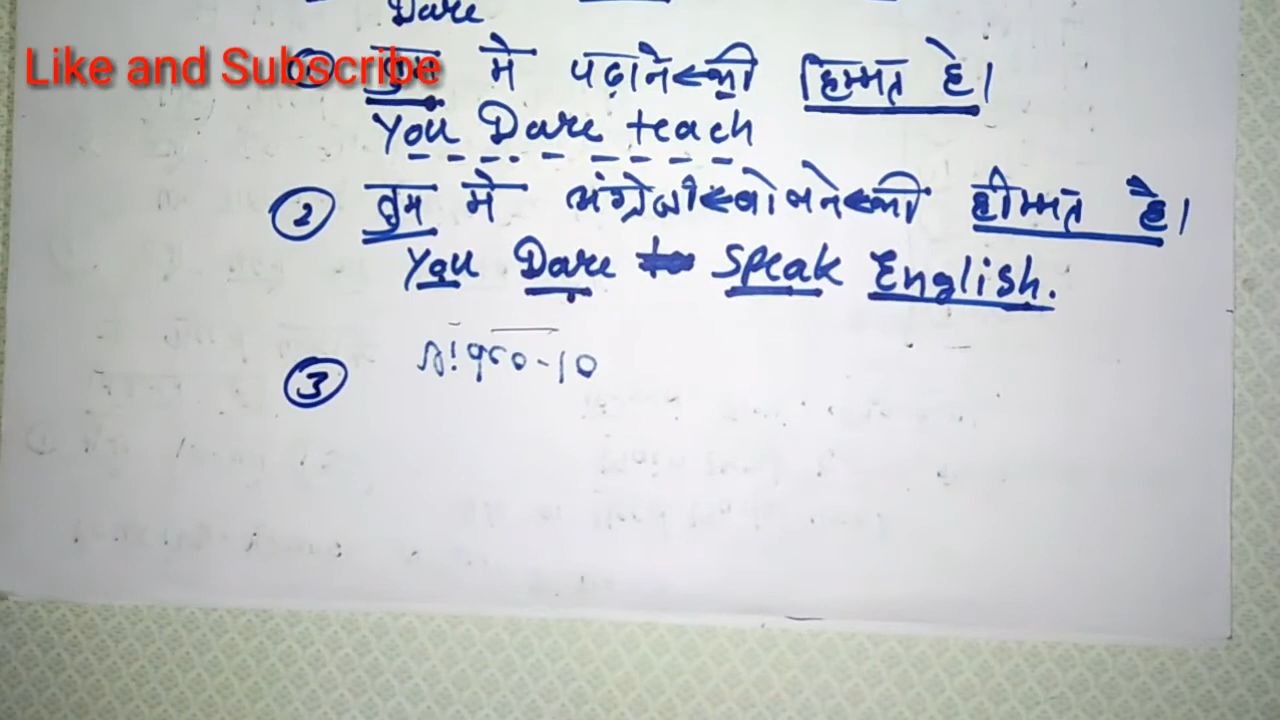 Dare
Like and Subscribe
तुम मे पढ़ाने की हिम्मत है।
You Dare teach
② तुम मे अंग्रेजी बोलने की हीम्मत है।
You Dare to Speak English.
③